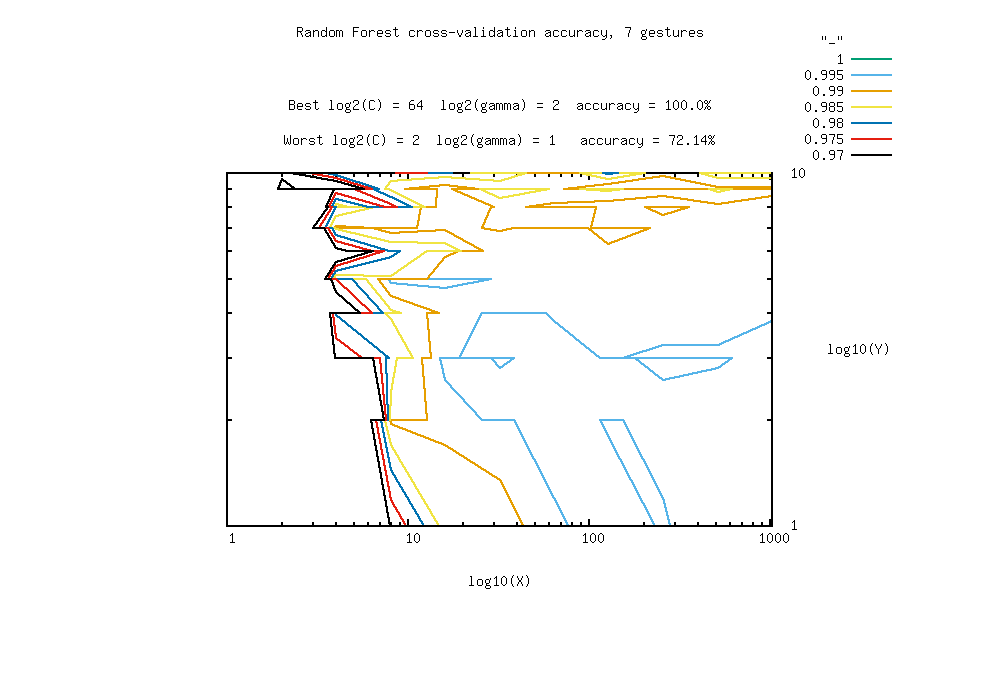 Random Forest cross-validation accuracy, 7 gestures
"_"
1
0.995
0.99
0.985
0.98
0.975
0.97
Best log2(C) = 64  log2(gamma) = 2  accuracy = 100.0%
Worst log2(C) = 2  log2(gamma) = 1   accuracy = 72.14%
10
log10(Y)
1
1 10 100 1000
log10(X)